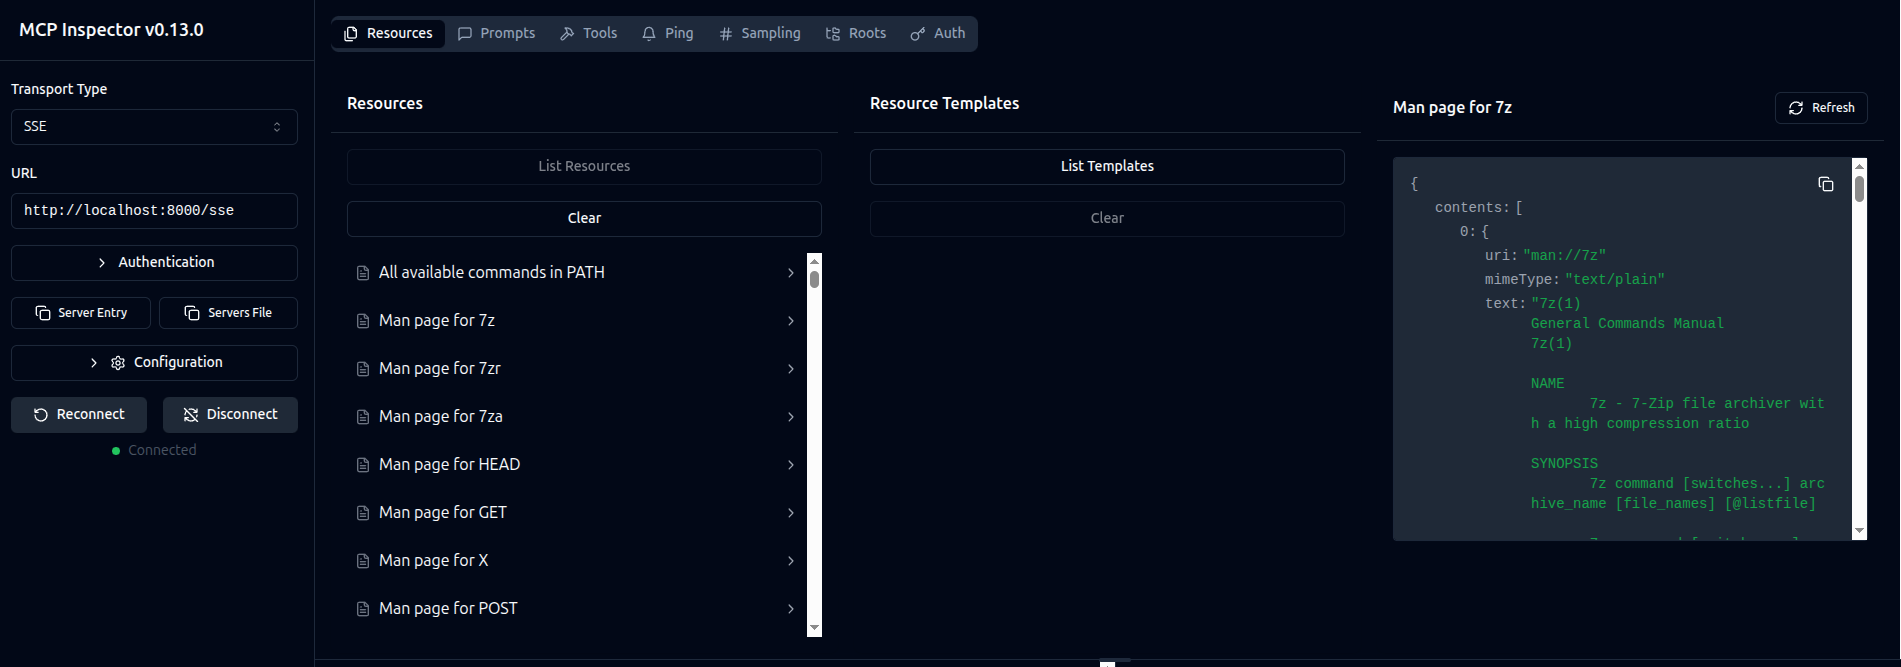 MCP Inspector v0.13.0
Transport Type
SSE
URL
http://localhost:8000/sse
Authentication
Server Entry
Servers File
Configuration
Reconnect
Disconnect
Connected
Resources
Prompts
Tools
Ping
Sampling
Roots
Auth
Resources
List Resources
Clear
All available commands in PATH
Man page for 7z
Man page for 7zr
Man page for 7za
Man page for HEAD
Man page for GET
Man page for X
Man page for POST
Resource Templates
List Templates
Clear
Man page for 7z
Refresh
{
contents: [
0: {
uri: "man://7z"
mimeType: "text/plain"
text: "7z(1)
General Commands Manual
7z(1)
NAME
7z - 7-Zip file archiver wit
h a high compression ratio
SYNOPSIS
7z command [switches...] arc
hive_name [file_names] [@listfile]